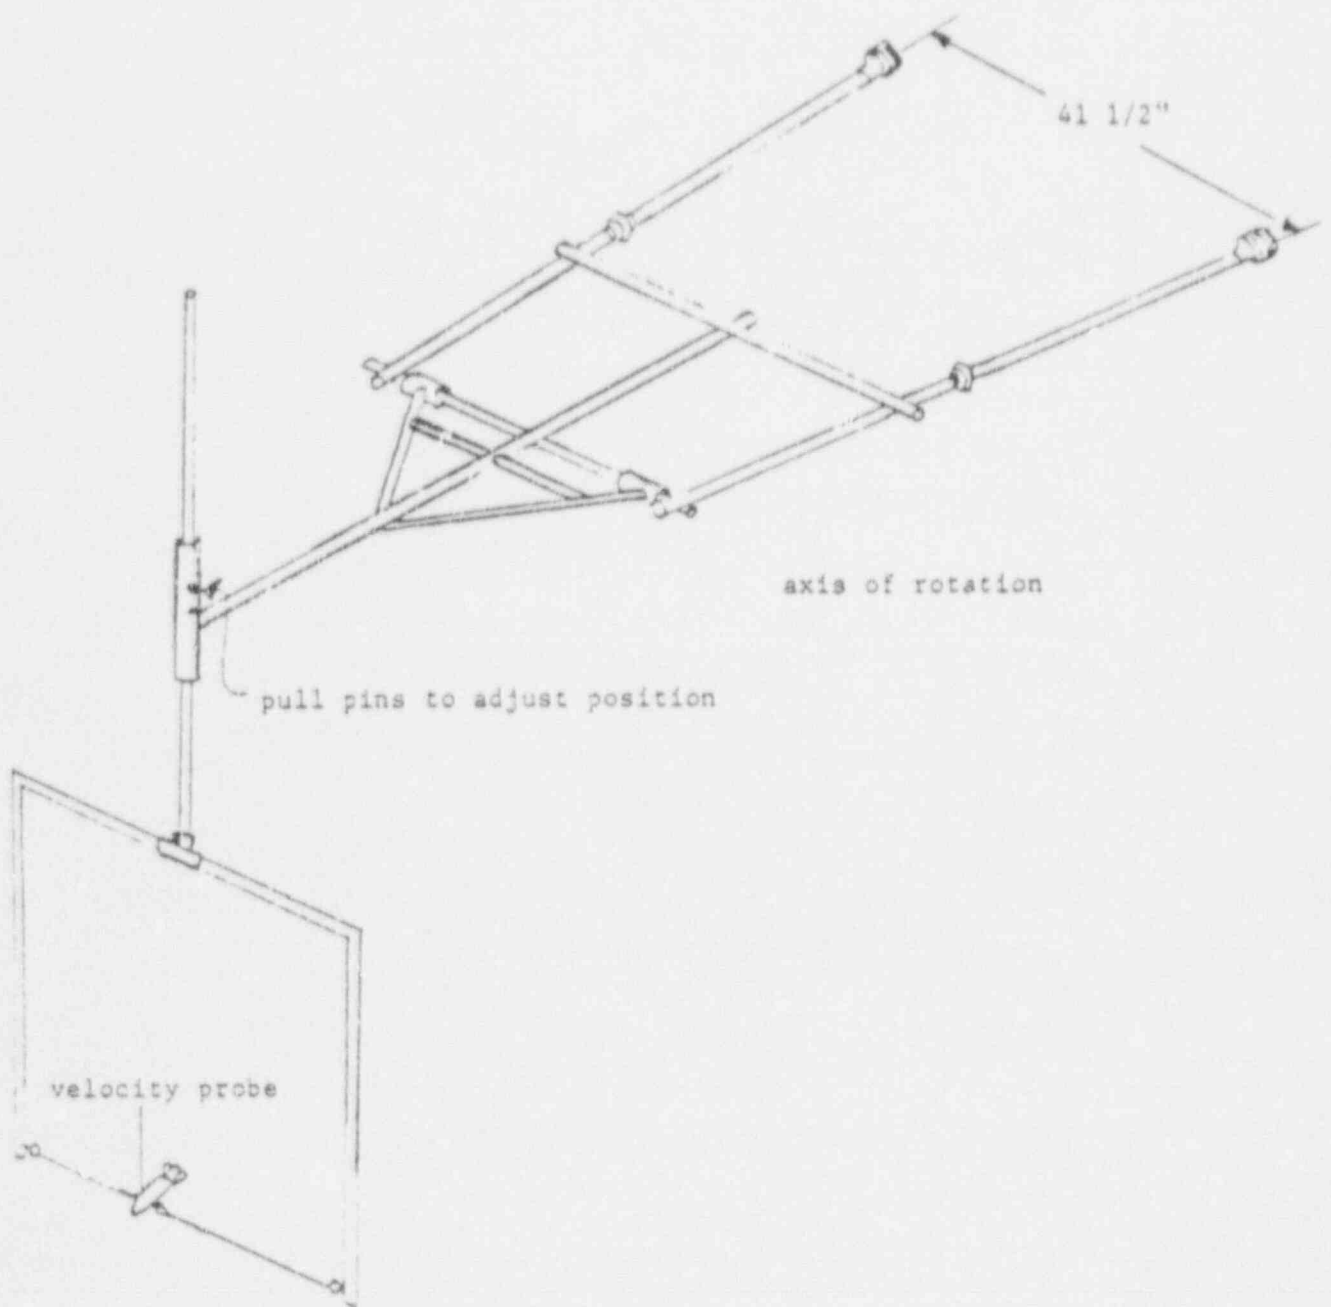 41 1/2"
axis of rotation
pull pins to adjust position
velocity probe